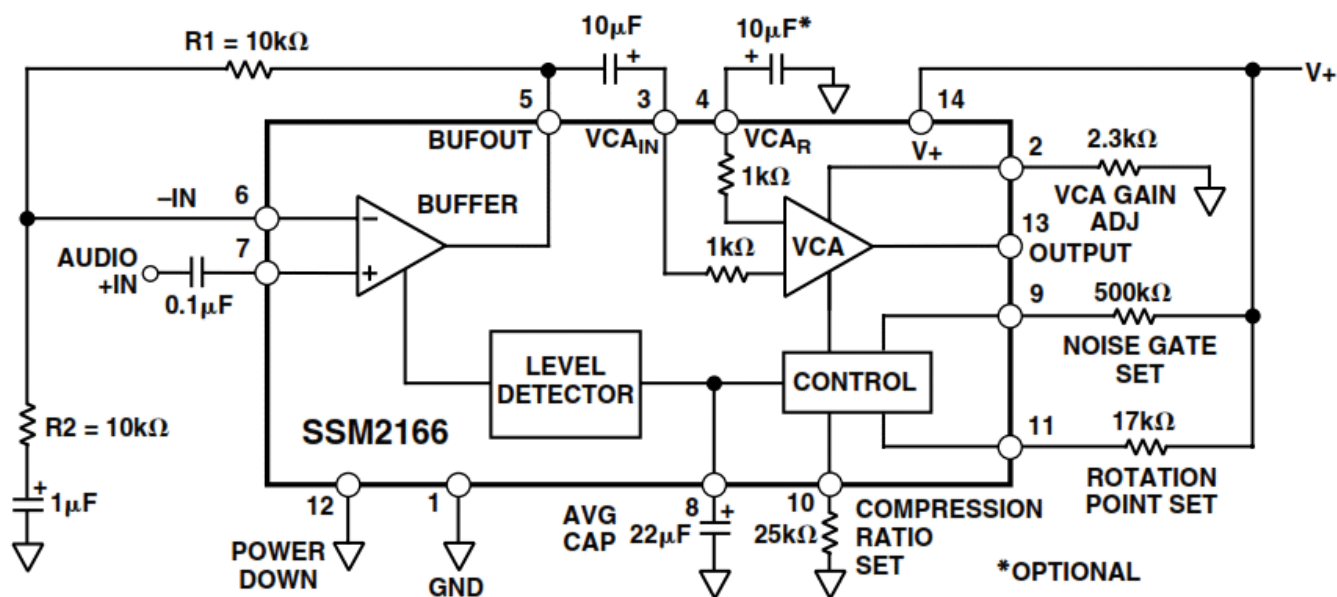 R1 = 10kΩ
10μF
+
10μF*
+
V+
5
3
4
14
BUFOUT
VCAIN
VCAR
V+
2
2.3kΩ
VCA GAIN
ADJ
1kΩ
6
–IN
–
BUFFER
7
+
AUDIO
+IN
0.1μF
1kΩ
VCA
13
OUTPUT
9
500kΩ
NOISE GATE
SET
LEVEL
DETECTOR
CONTROL
R2 = 10kΩ
SSM2166
11
17kΩ
ROTATION
POINT SET
+
1μF
12
POWER
DOWN
1
GND
AVG
CAP
8
+
22μF
10
25kΩ
COMPRESSION
RATIO
SET
*OPTIONAL